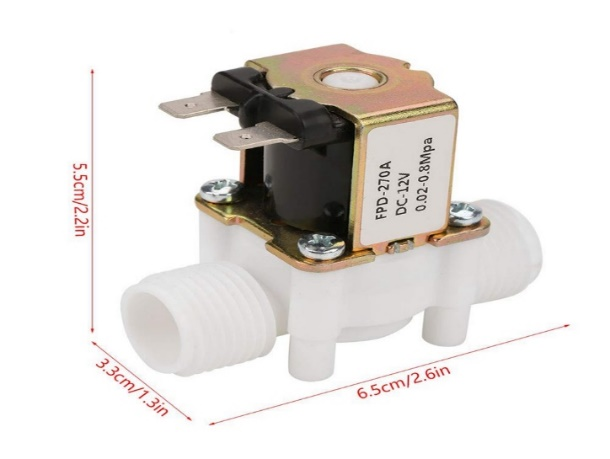 5.5cm/2.2in
FPD-270A
DC-12V
0.02-0.8Mpa
3.3cm/1.3in
6.5cm/2.6in